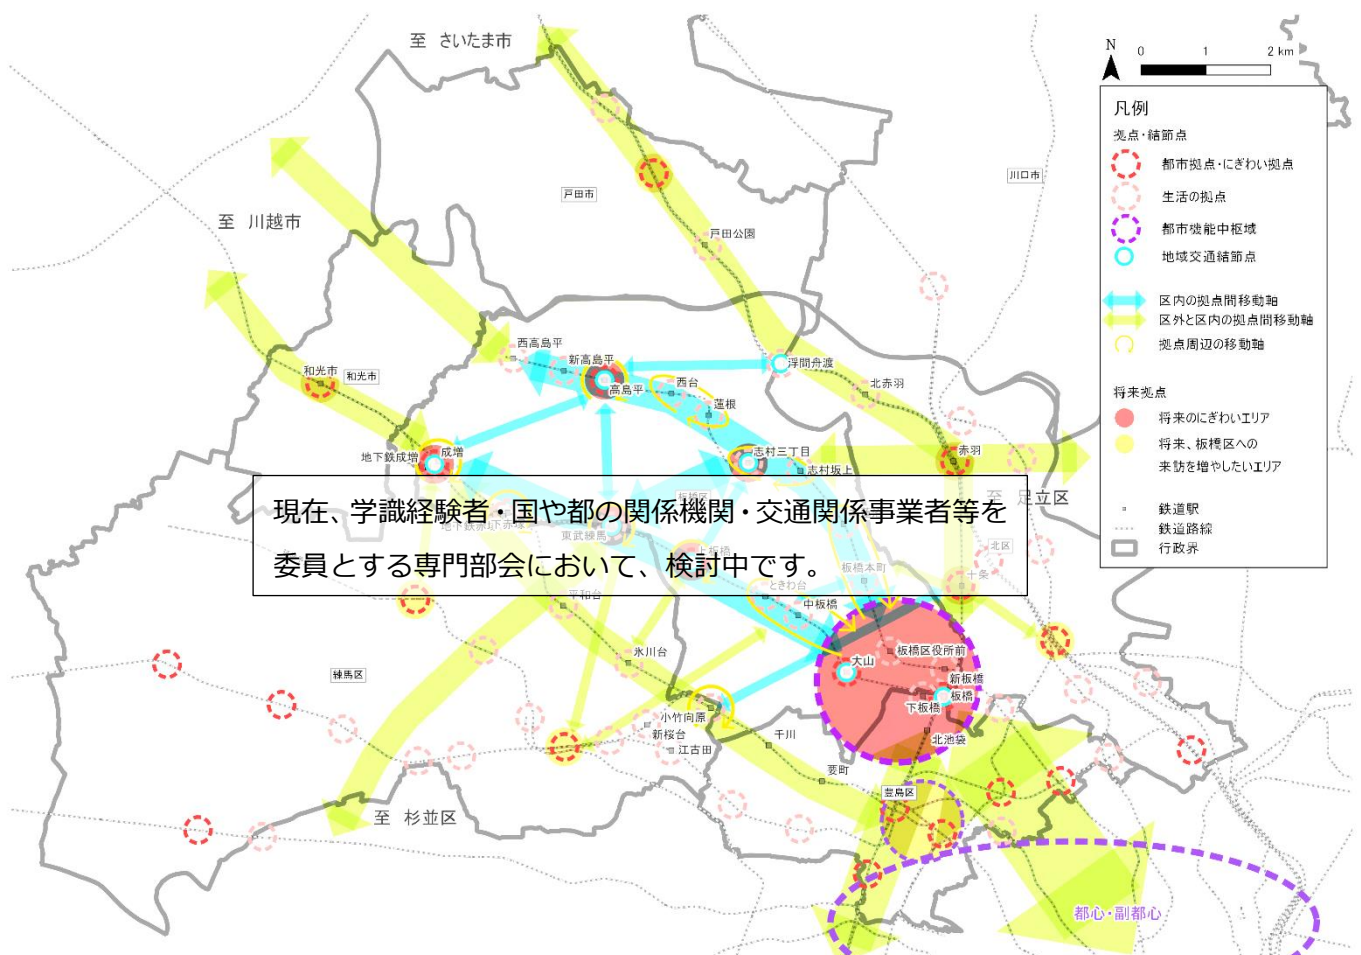 至 さいたま市
N
0 1 2 km
凡例
拠点・結節点
都市拠点・にぎわい拠点
生活の拠点
都市機能中枢域
地域交通結節点
区内の拠点間移動軸
区外と区内の拠点間移動軸
拠点周辺の移動軸
将来拠点
将来のにぎわいエリア
将来、板橋区への
来訪を増やしたいエリア
鉄道駅
鉄道路線
行政界
川口市
戸田市
至 川越市
戸田公園
西高島平
新高島平
高島平
浮間舟渡
和光市
和光市
西台
蓮根
北赤羽
地下鉄成増
成増
志村三丁目
志村坂上
赤羽
至 足立区
板橋区
現在、学識経験者・国や都の関係機関・交通関係事業者等を
委員とする専門部会において、検討中です。
東武練馬
上板橋
北区
板橋本町
十条
ときわ台
中板橋
平和台
氷川台
練馬区
大山
板橋区役所前
新板橋
板橋
下板橋
北池袋
小竹向原
新桜台
江古田
千川
要町
豊島区
至 杉並区
都心・副都心